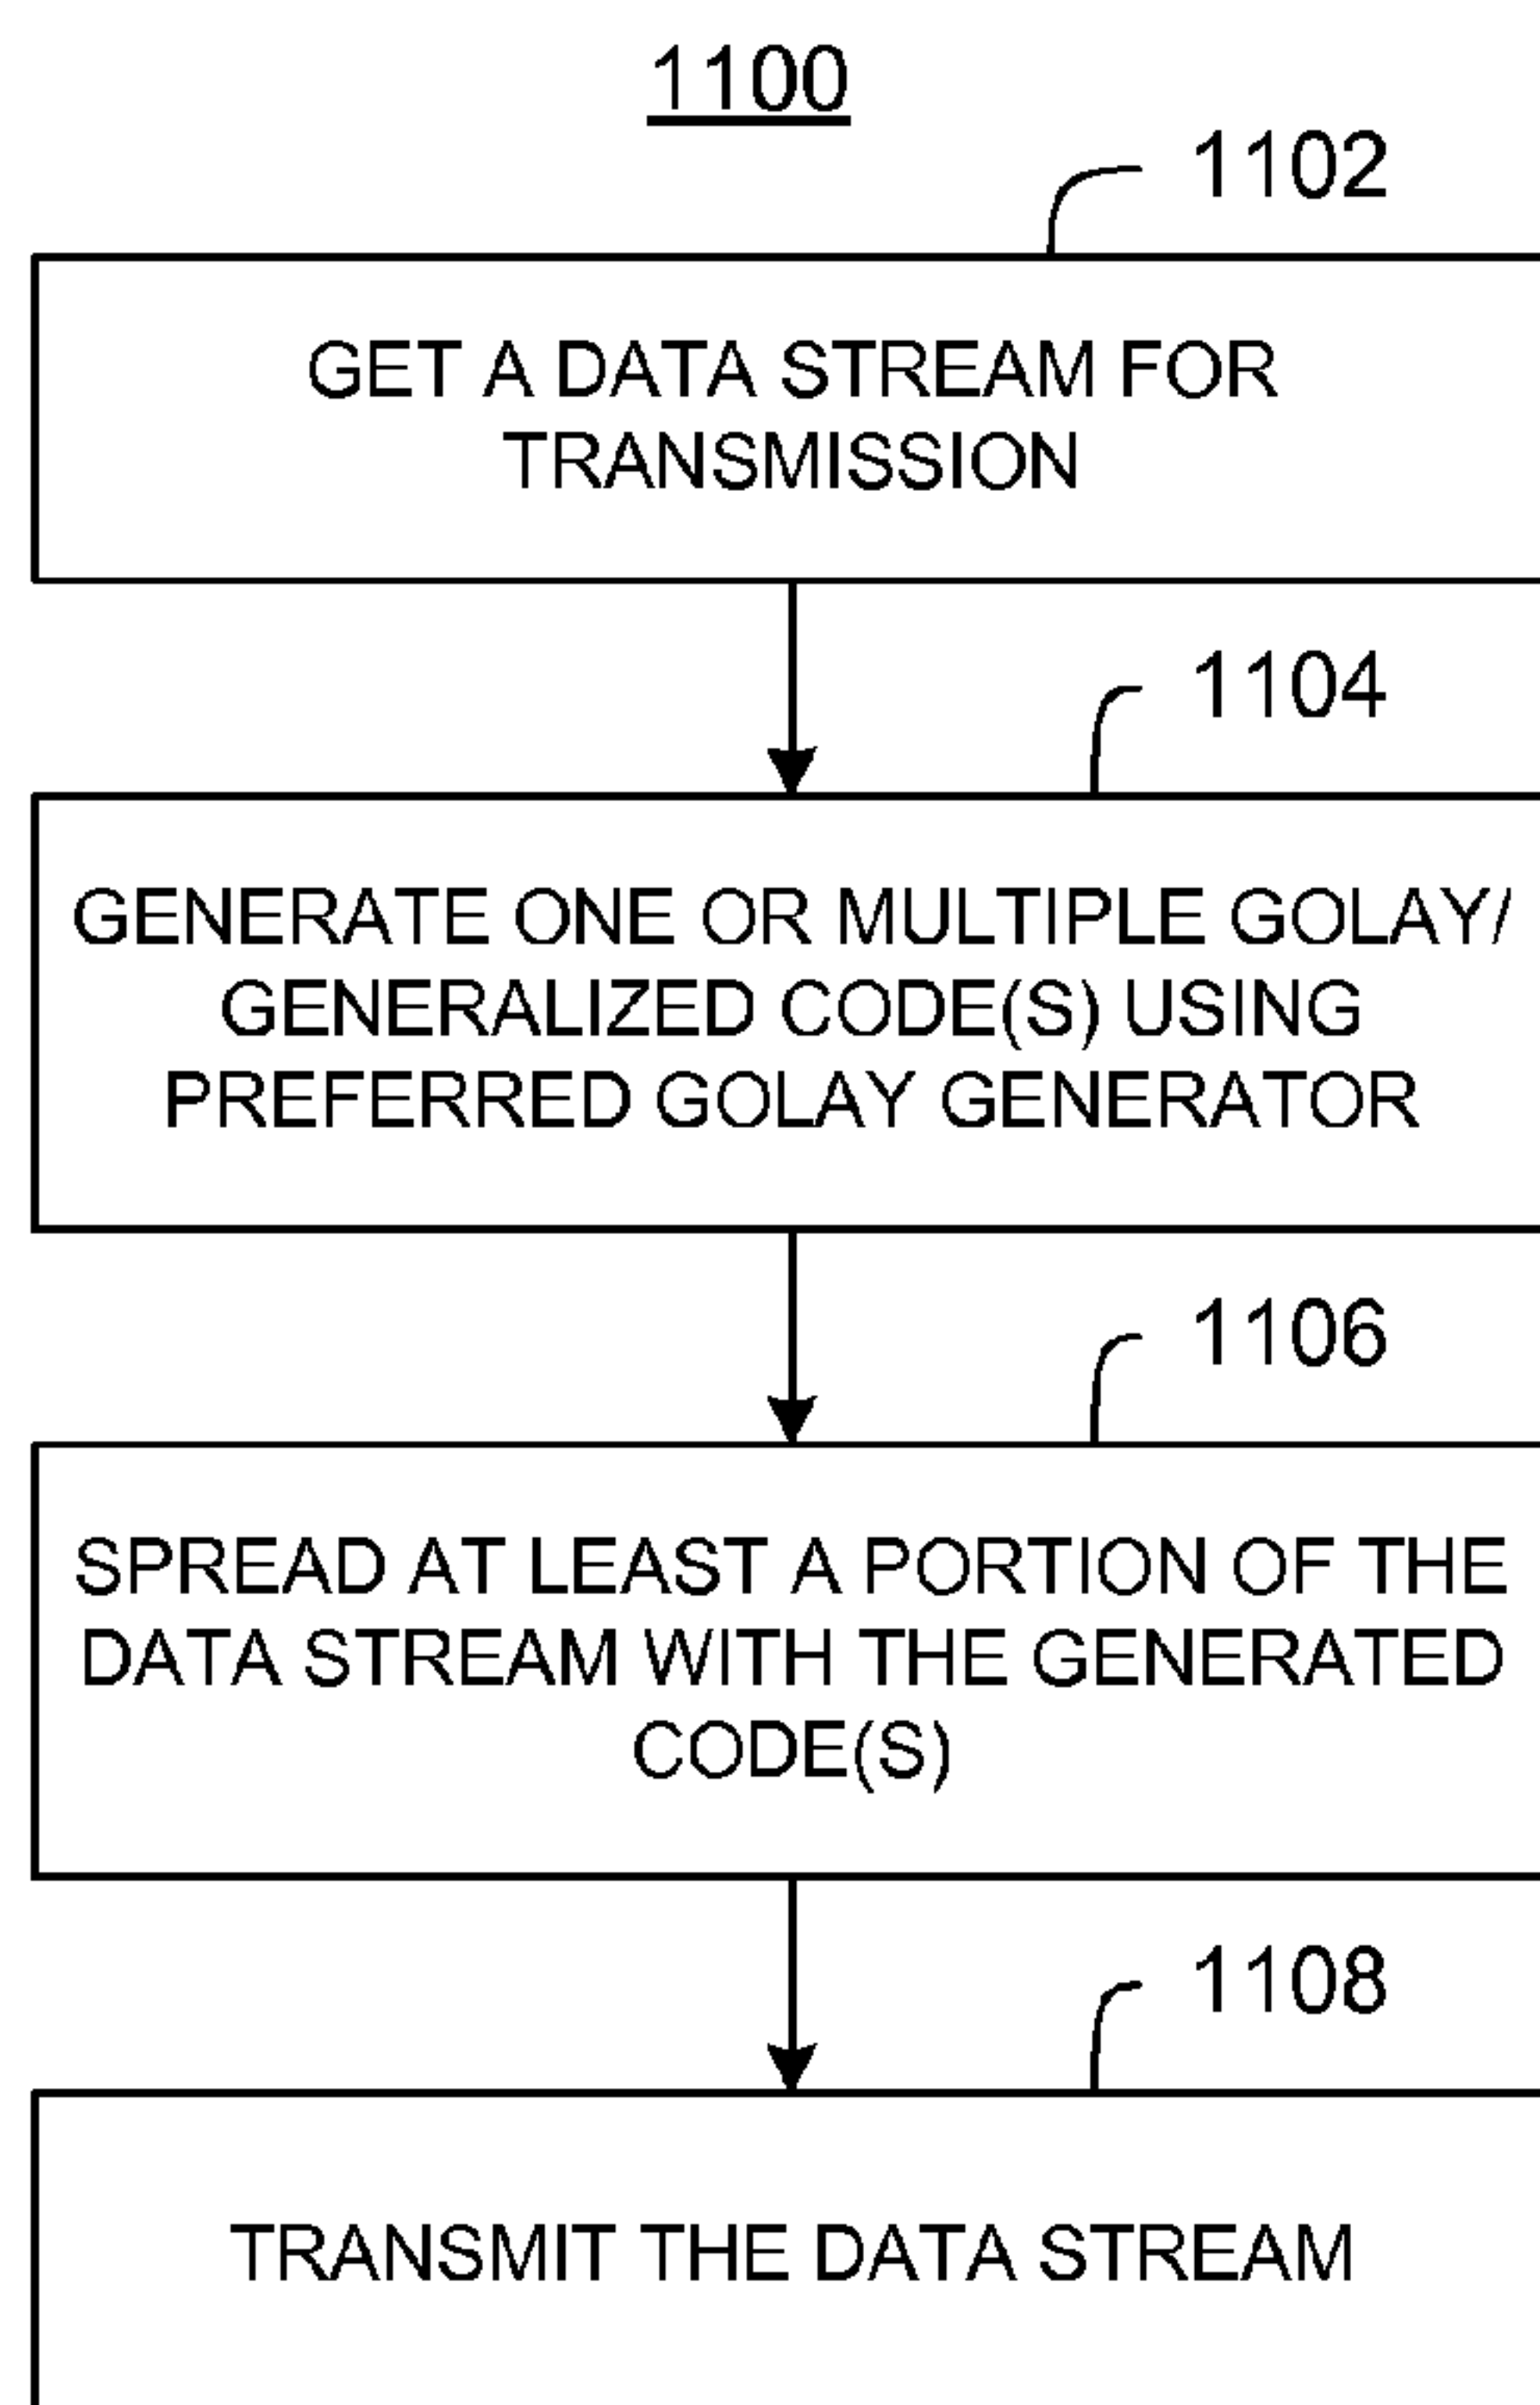 1100
1102
GET A DATA STREAM FOR
TRANSMISSION
1104
GENERATE ONE OR MULTIPLE GOLAY/
GENERALIZED CODE(S) USING
PREFERRED GOLAY GENERATOR
1106
SPREAD AT LEAST A PORTION OF THE
DATA STREAM WITH THE GENERATED
CODE(S)
1108
TRANSMIT THE DATA STREAM